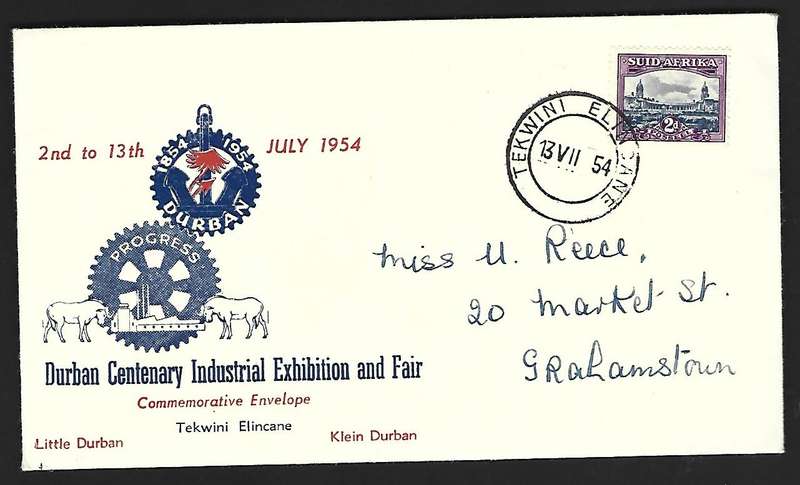 2nd to 13th
JULY 1954
1854 1954
DURBAN
PROGRESS
Durban Centenary Industrial Exhibition and Fair
Commemorative Envelope
Tekwini Elincane
Little Durban
Klein Durban
SUID-AFRIKA
2d
TEKWINI ELINCANE
13 VII 54
Miss U. Reece,
20 Market St.
Grahamstown